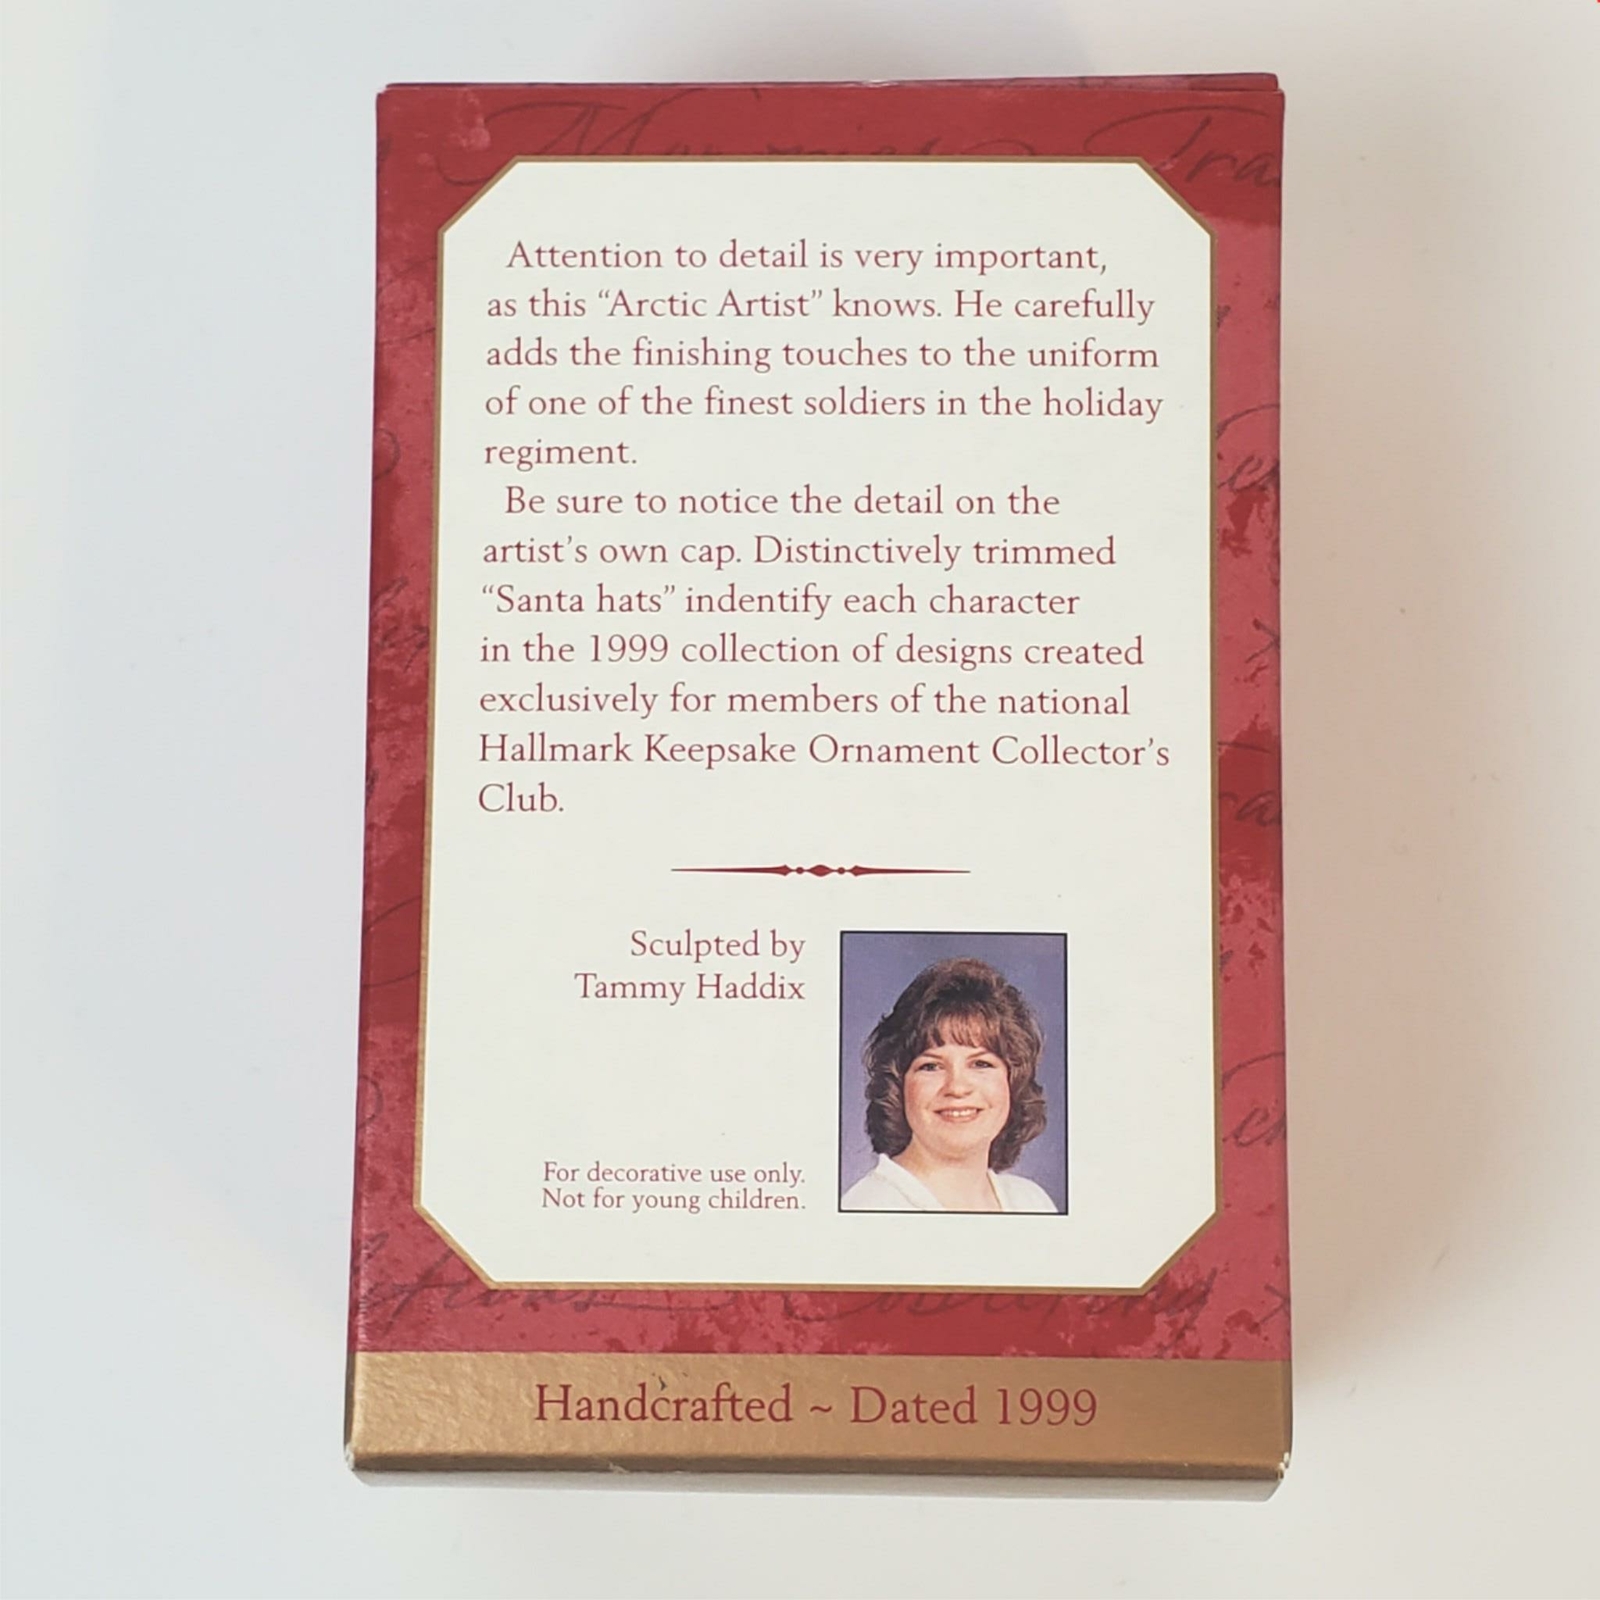 Attention to detail is very important,
as this “Arctic Artist” knows. He carefully
adds the finishing touches to the uniform
of one of the finest soldiers in the holiday
regiment.
Be sure to notice the detail on the
artist’s own cap. Distinctively trimmed
“Santa hats” indentify each character
in the 1999 collection of designs created
exclusively for members of the national
Hallmark Keepsake Ornament Collector’s
Club.
Sculpted by
Tammy Haddix
For decorative use only.
Not for young children.
Handcrafted ~ Dated 1999